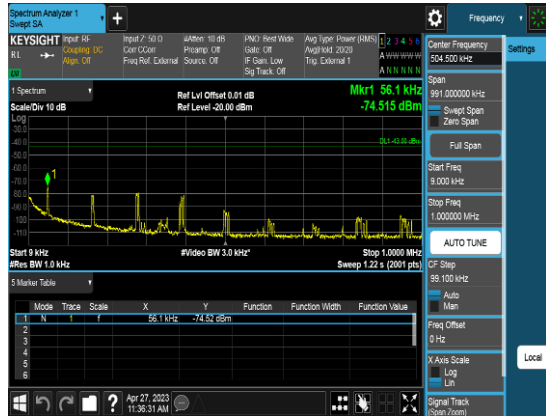 Spectrum Analyzer 1
Swept SA
+
Frequency
KEYSIGHT
RL
Input: RF
Coupling: DC
Align: Off
Input Z: 50 Ω
Corr CCorr
Freq Ref: External
#Atten: 10 dB
Preamp: Off
Source: Off
PNO: Best Wide
Gate: Off
IF Gain: Low
Sig Track: Off
Avg Type: Power (RMS)
Avg|Hold: 20/20
Trig: External 1
1 2 3 4 5 6
A W W W W W
A N N N N N
1 Spectrum
Scale/Div 10 dB
Log
Ref Lvl Offset 0.01 dB
Ref Level -20.00 dBm
Mkr1 56.1 kHz
-74.515 dBm
-30.0
-40.0
-50.0
-60.0
-70.0
-80.0
-90.0
-100
-110
DL1 -43.00 dBm
1
Start 9 kHz
#Video BW 3.0 kHz*
Stop 1.0000 MHz
#Res BW 1.0 kHz
Sweep 1.22 s (2001 pts)
5 Marker Table
Mode Trace Scale X Y Function Function Width Function Value
1 N 1 f 56.1 kHz -74.52 dBm
2
3
4
5
6
Apr 27, 2023
11:36:31 AM
?
Center Frequency
504.500 kHz
Settings
Span
991.000000 kHz
Swept Span
Zero Span
Full Span
Start Freq
9.000 kHz
Stop Freq
1.000000 MHz
AUTO TUNE
CF Step
99.100 kHz
Auto
Man
Freq Offset
0 Hz
X Axis Scale
Log
Lin
Local
Signal Track
(Span Zoom)